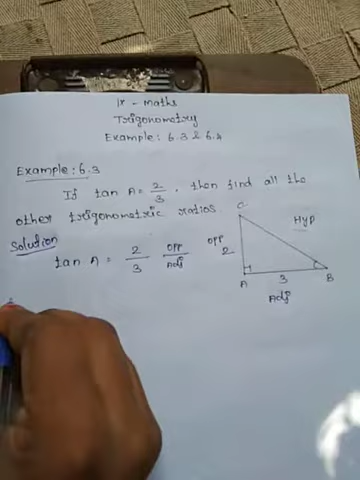 IX - Maths
Trigonometry
Example: 6.3 & 6.4
Example: 6.3
If tan A = 2/3, then find all the
other trigonometric ratios.
Solution
tan A = 2/3 opp/Adj
C
opp
2
Hyp
A
3
B
Adj